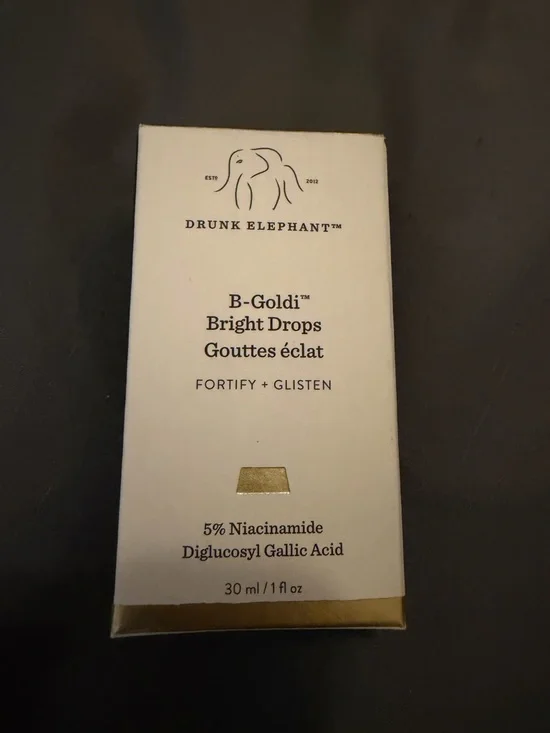 ESTD 2012
DRUNK ELEPHANT™
B-Goldi™
Bright Drops
Gouttes éclat
FORTIFY + GLISTEN
5% Niacinamide
Diglucosyl Gallic Acid
30 ml / 1 fl oz